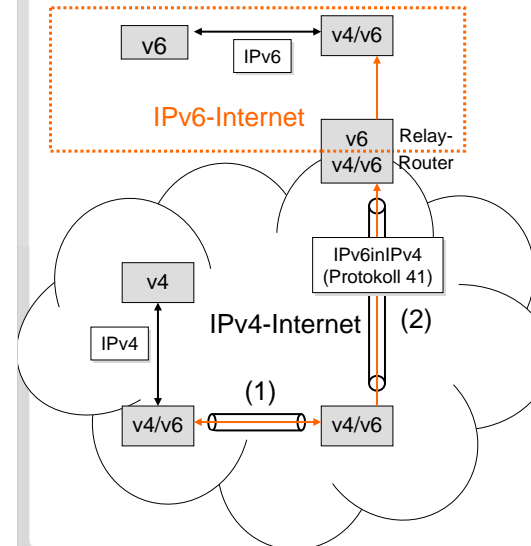 v6
IPv6
v4/v6
IPv6-Internet
v6
v4/v6
Relay-
Router
IPv6inIPv4
(Protokoll 41)
v4
IPv4-Internet
(2)
IPv4
(1)
v4/v6
v4/v6